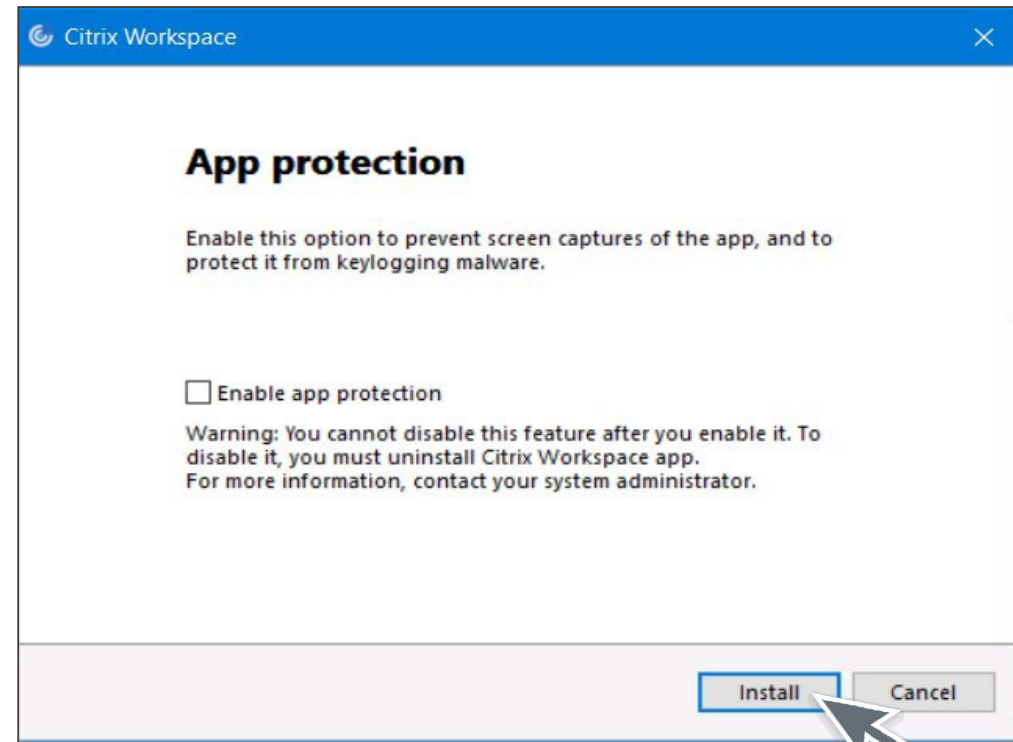 Citrix Workspace
App protection
Enable this option to prevent screen captures of the app, and to
protect it from keylogging malware.
Enable app protection
Warning: You cannot disable this feature after you enable it. To
disable it, you must uninstall Citrix Workspace app.
For more information, contact your system administrator.
Install Cancel